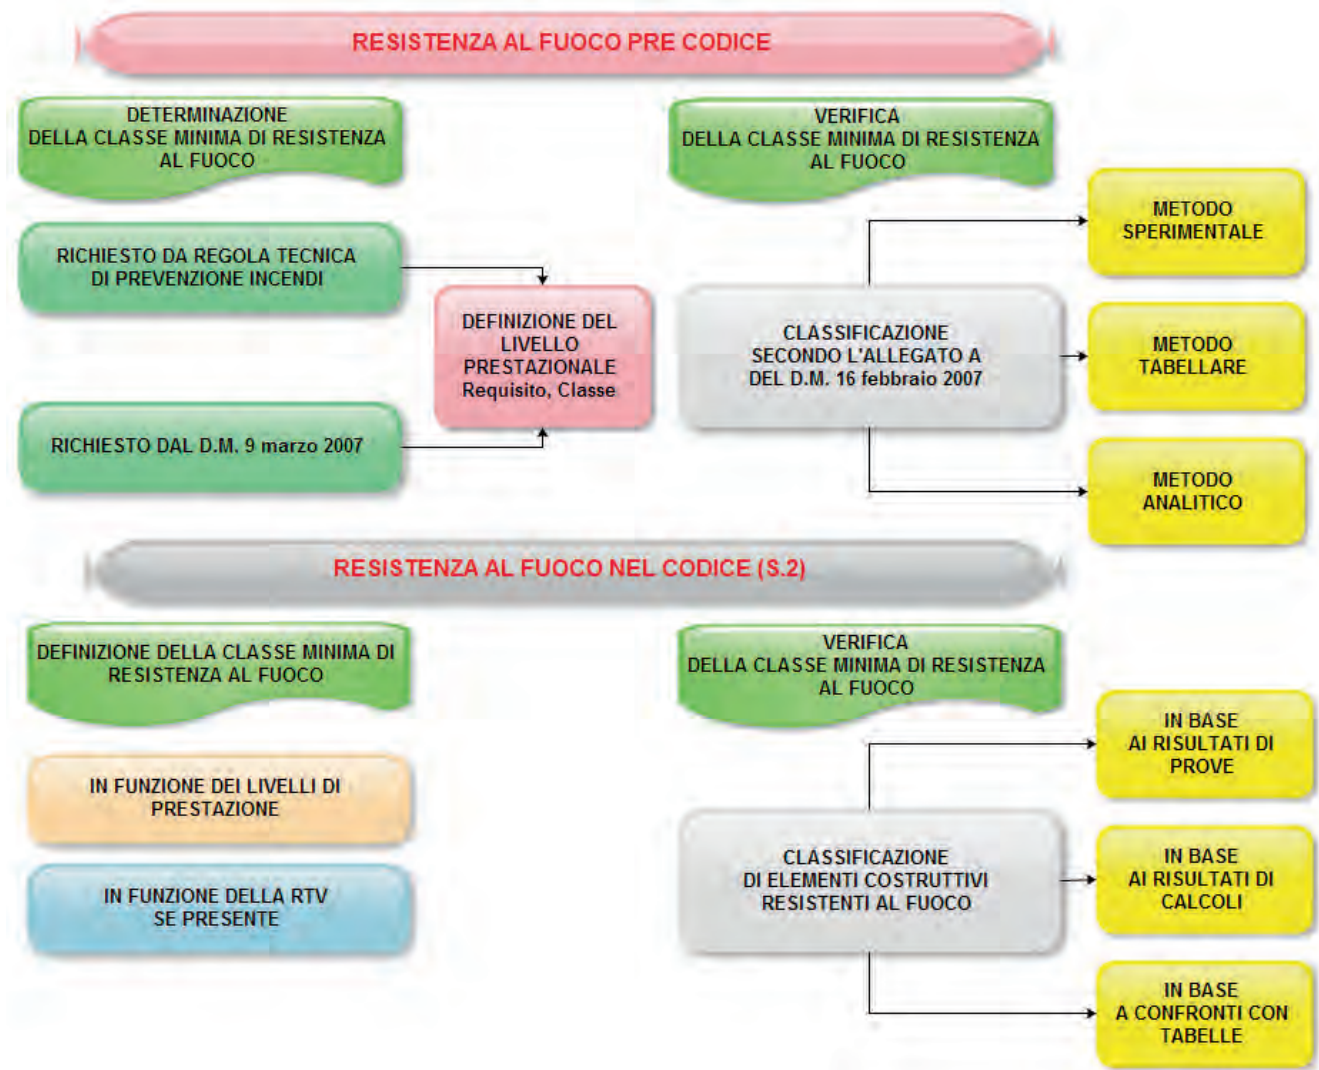 RESISTENZA AL FUOCO PRE CODICE
DETERMINAZIONE
DELLA CLASSE MINIMA DI RESISTENZA
AL FUOCO
VERIFICA
DELLA CLASSE MINIMA DI RESISTENZA
AL FUOCO
RICHIESTO DA REGOLA TECNICA
DI PREVENZIONE INCENDI
RICHIESTO DAL D.M. 9 marzo 2007
DEFINIZIONE DEL
LIVELLO
PRESTAZIONALE
Requisito, Classe
CLASSIFICAZIONE
SECONDO L'ALLEGATO A
DEL D.M. 16 febbraio 2007
METODO
SPERIMENTALE
METODO
TABELLARE
METODO
ANALITICO
RESISTENZA AL FUOCO NEL CODICE (S.2)
DEFINIZIONE DELLA CLASSE MINIMA DI
RESISTENZA AL FUOCO
VERIFICA
DELLA CLASSE MINIMA DI RESISTENZA
AL FUOCO
IN FUNZIONE DEI LIVELLI DI
PRESTAZIONE
IN FUNZIONE DELLA RTV
SE PRESENTE
CLASSIFICAZIONE
DI ELEMENTI COSTRUTTIVI
RESISTENTI AL FUOCO
IN BASE
AI RISULTATI DI
PROVE
IN BASE
AI RISULTATI DI
CALCOLI
IN BASE
A CONFRONTI CON
TABELLE